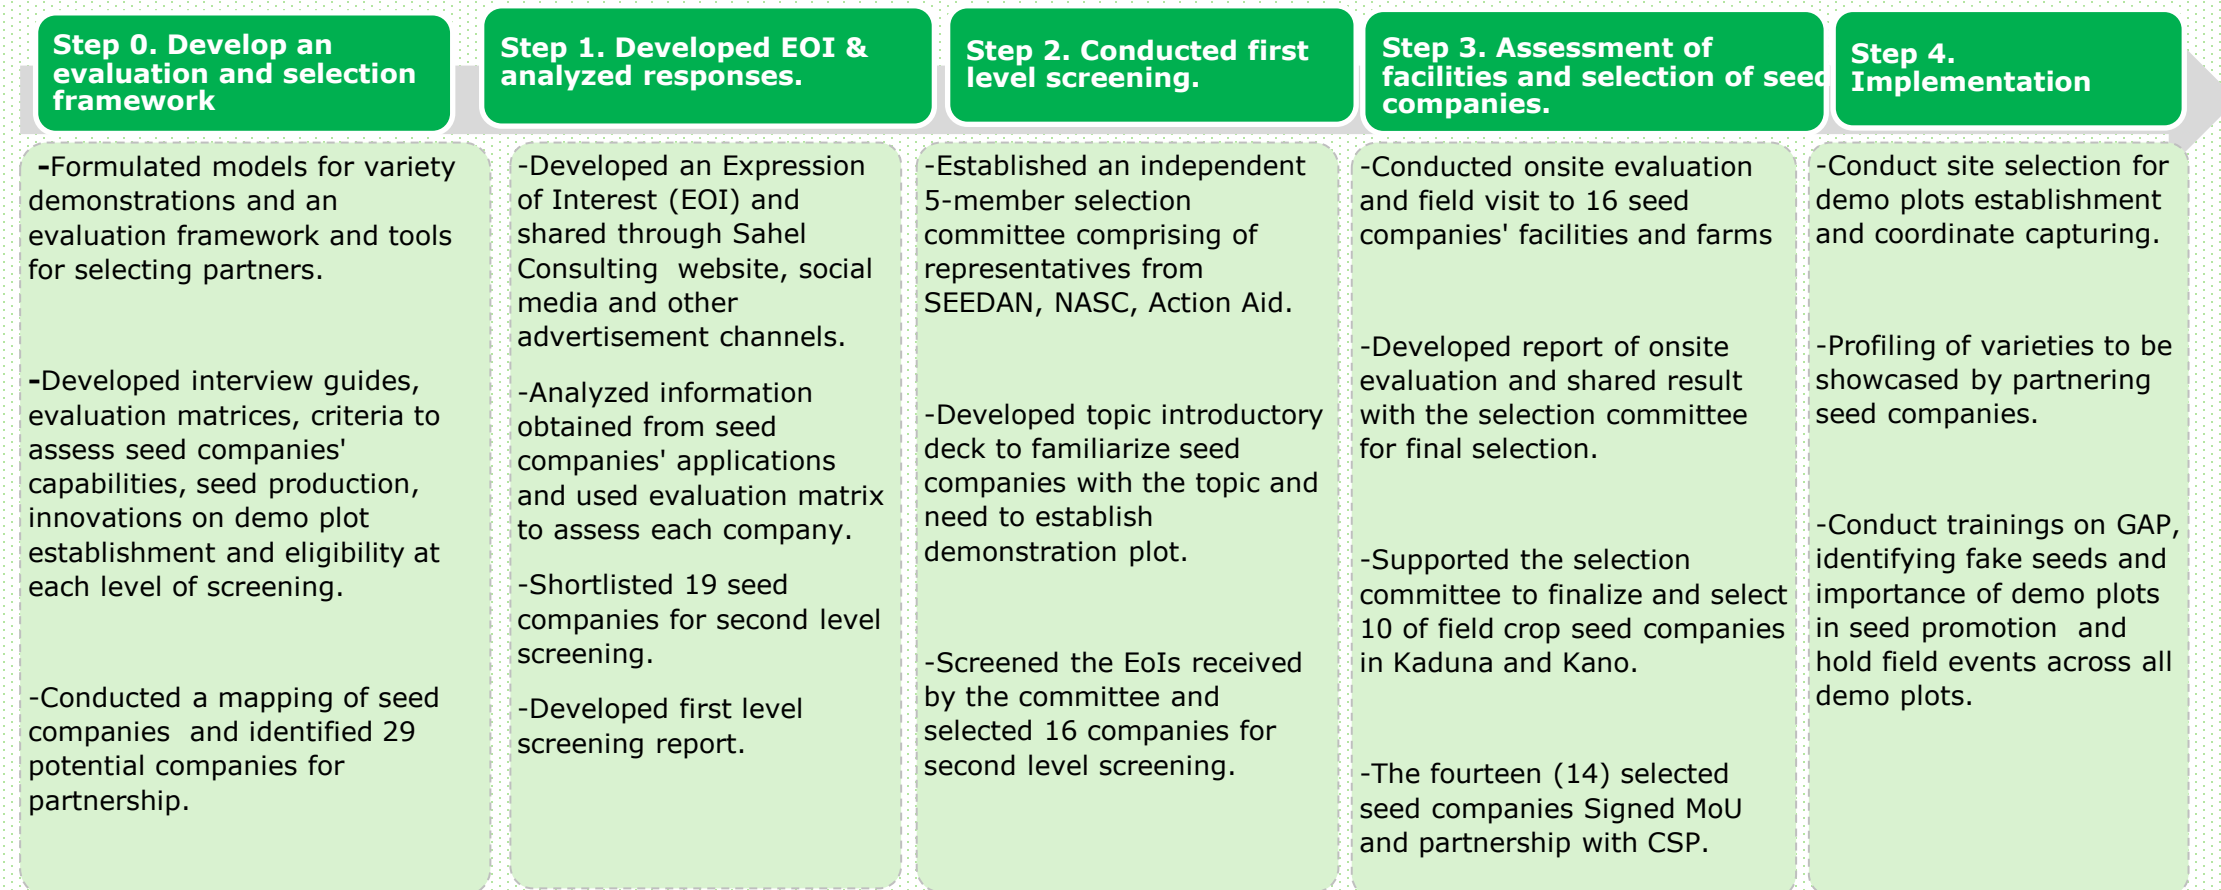 Step 0. Develop an
evaluation and selection
framework
-Formulated models for variety
demonstrations and an
evaluation framework and tools
for selecting partners.
-Developed interview guides,
evaluation matrices, criteria to
assess seed companies'
capabilities, seed production,
innovations on demo plot
establishment and eligibility at
each level of screening.
-Conducted a mapping of seed
companies  and identified 29
potential companies for
partnership.
Step 1. Developed EOI &
analyzed responses.
-Developed an Expression
of Interest (EOI) and
shared through Sahel
Consulting  website, social
media and other
advertisement channels.
-Analyzed information
obtained from seed
companies' applications
and used evaluation matrix
to assess each company.
-Shortlisted 19 seed
companies for second level
screening.
-Developed first level
screening report.
Step 2. Conducted first
level screening.
-Established an independent
5-member selection
committee comprising of
representatives from
SEEDAN, NASC, Action Aid.
-Developed topic introductory
deck to familiarize seed
companies with the topic and
need to establish
demonstration plot.
-Screened the EoIs received
by the committee and
selected 16 companies for
second level screening.
Step 3. Assessment of
facilities and selection of seed
companies.
-Conducted onsite evaluation
and field visit to 16 seed
companies' facilities and farms
-Developed report of onsite
evaluation and shared result
with the selection committee
for final selection.
-Supported the selection
committee to finalize and select
10 of field crop seed companies
in Kaduna and Kano.
-The fourteen (14) selected
seed companies Signed MoU
and partnership with CSP.
Step 4.
Implementation
-Conduct site selection for
demo plots establishment
and coordinate capturing.
-Profiling of varieties to be
showcased by partnering
seed companies.
-Conduct trainings on GAP,
identifying fake seeds and
importance of demo plots
in seed promotion  and
hold field events across all
demo plots.